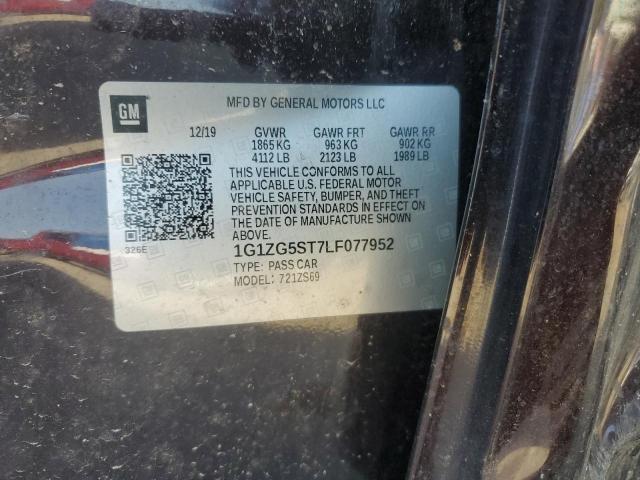 GM
MFD BY GENERAL MOTORS LLC
12/19 GVWR GAWR FRT GAWR RR
1865 KG 963 KG 902 KG
4112 LB 2123 LB 1989 LB
THIS VEHICLE CONFORMS TO ALL
APPLICABLE U.S. FEDERAL MOTOR
VEHICLE SAFETY, BUMPER, AND THEFT
PREVENTION STANDARDS IN EFFECT ON
THE DATE OF MANUFACTURE SHOWN
ABOVE.
326E
1G1ZG5ST7LF077952
TYPE: PASS CAR
MODEL: 721ZS69